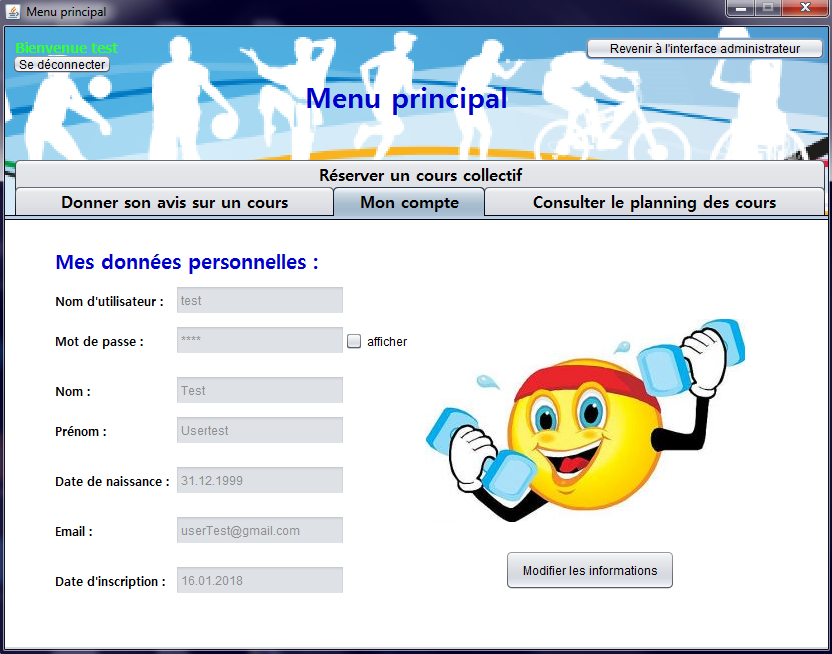 Menu principal
Bienvenue test
Revenir à l'interface administrateur
Se déconnecter
Menu principal
Réserver un cours collectif
Donner son avis sur un cours
Mon compte
Consulter le planning des cours
Mes données personnelles :
Nom d'utilisateur : test
Mot de passe : **** afficher
Nom : Test
Prénom : Usertest
Date de naissance : 31.12.1999
Email : userTest@gmail.com
Date d'inscription : 16.01.2018
Modifier les informations